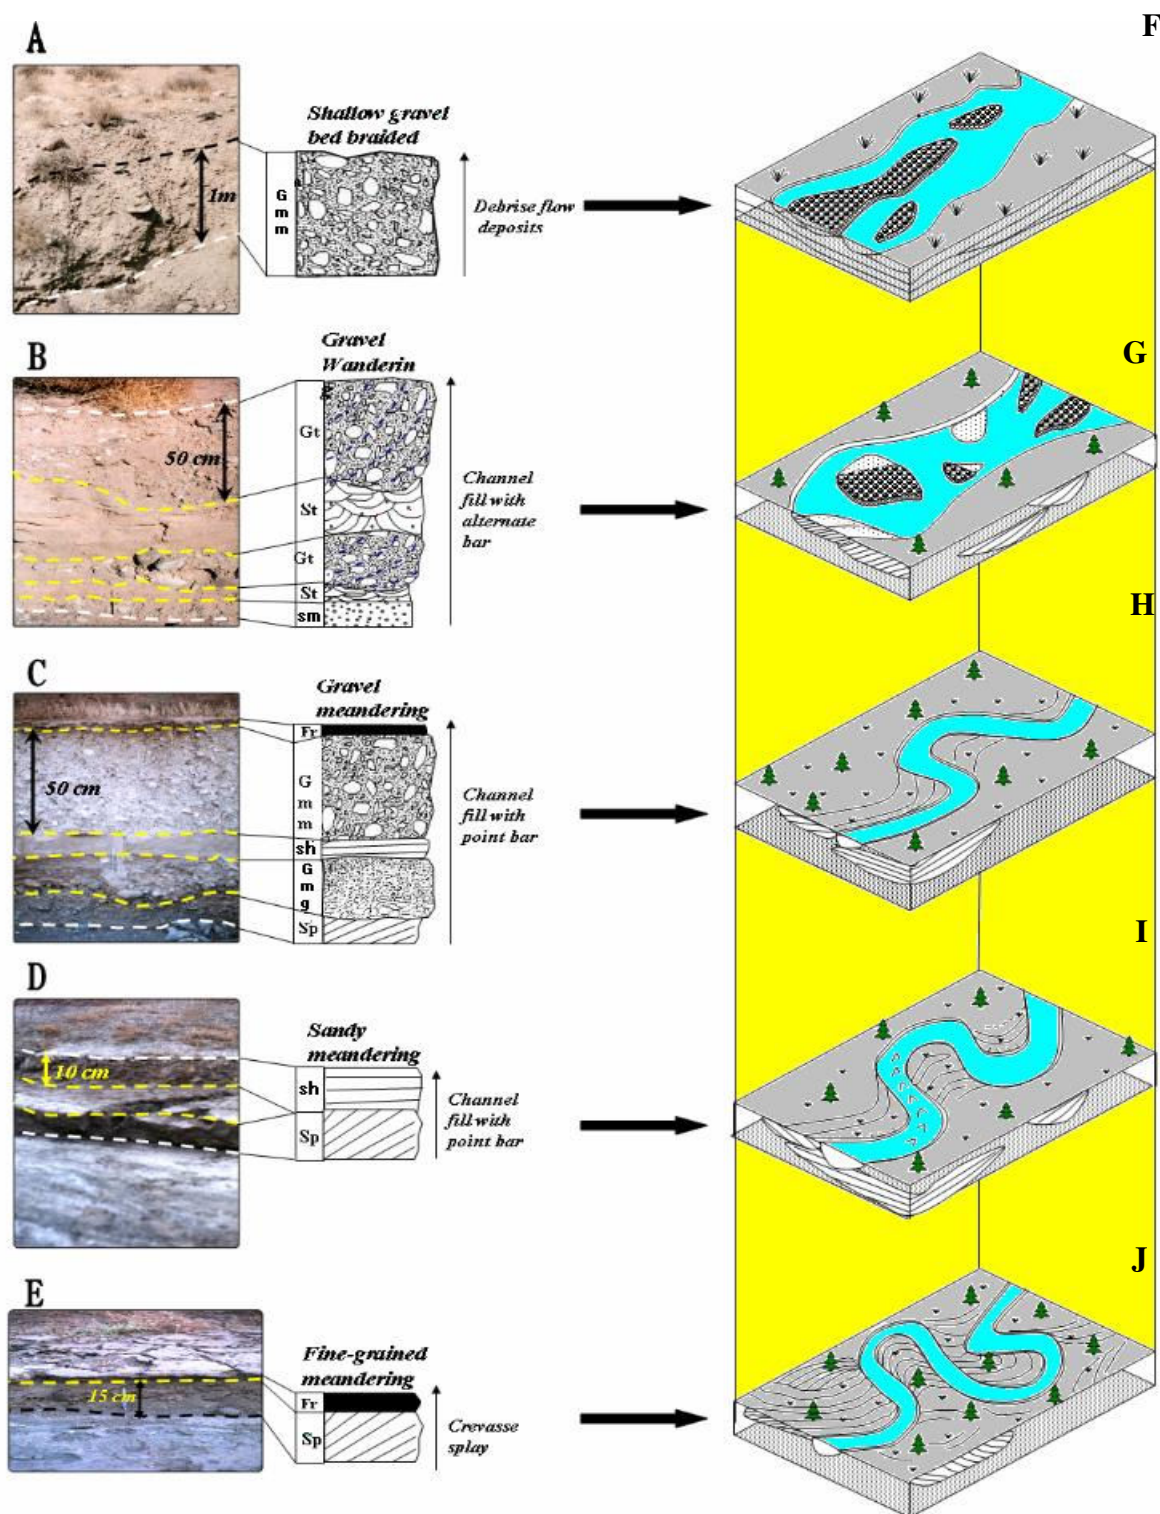 A
F
Shallow gravel
bed braided
1m
G
m
m
Debrise flow
deposits
B
G
Gravel
Wanderin
g
50 cm
Gt
St
Gt
St
sm
Channel
fill with
alternate
bar
H
C
Gravel
meandering
50 cm
Fr
G
m
m
sh
G
m
g
Sp
Channel
fill with
point bar
I
D
Sandy
meandering
10 cm
sh
Sp
Channel
fill with
point bar
J
E
Fine-grained
meandering
15 cm
Fr
Sp
Crevasse
splay